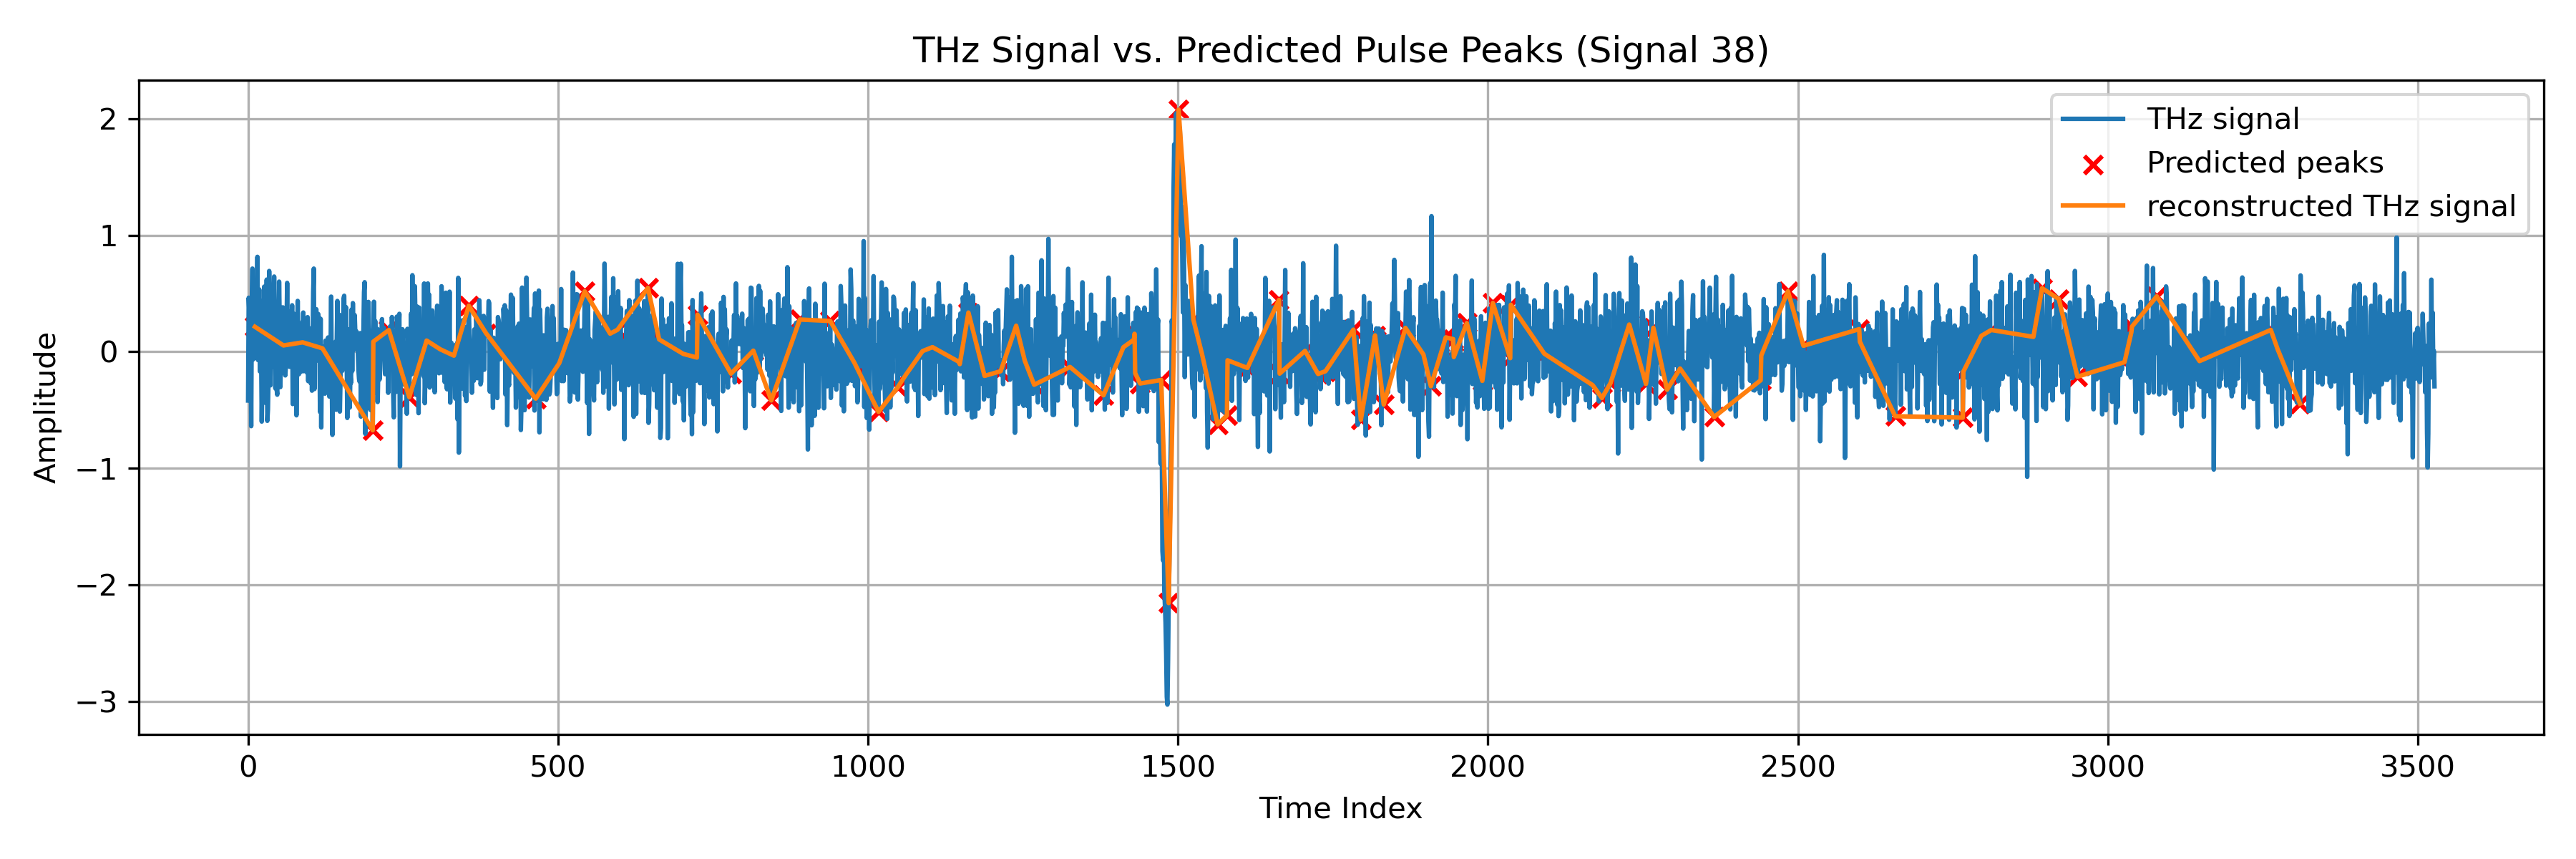 THz Signal vs. Predicted Pulse Peaks (Signal 38)
THz signal
Predicted peaks
reconstructed THz signal
Amplitude
2
1
0
−1
−2
−3
0 500 1000 1500 2000 2500 3000 3500
Time Index